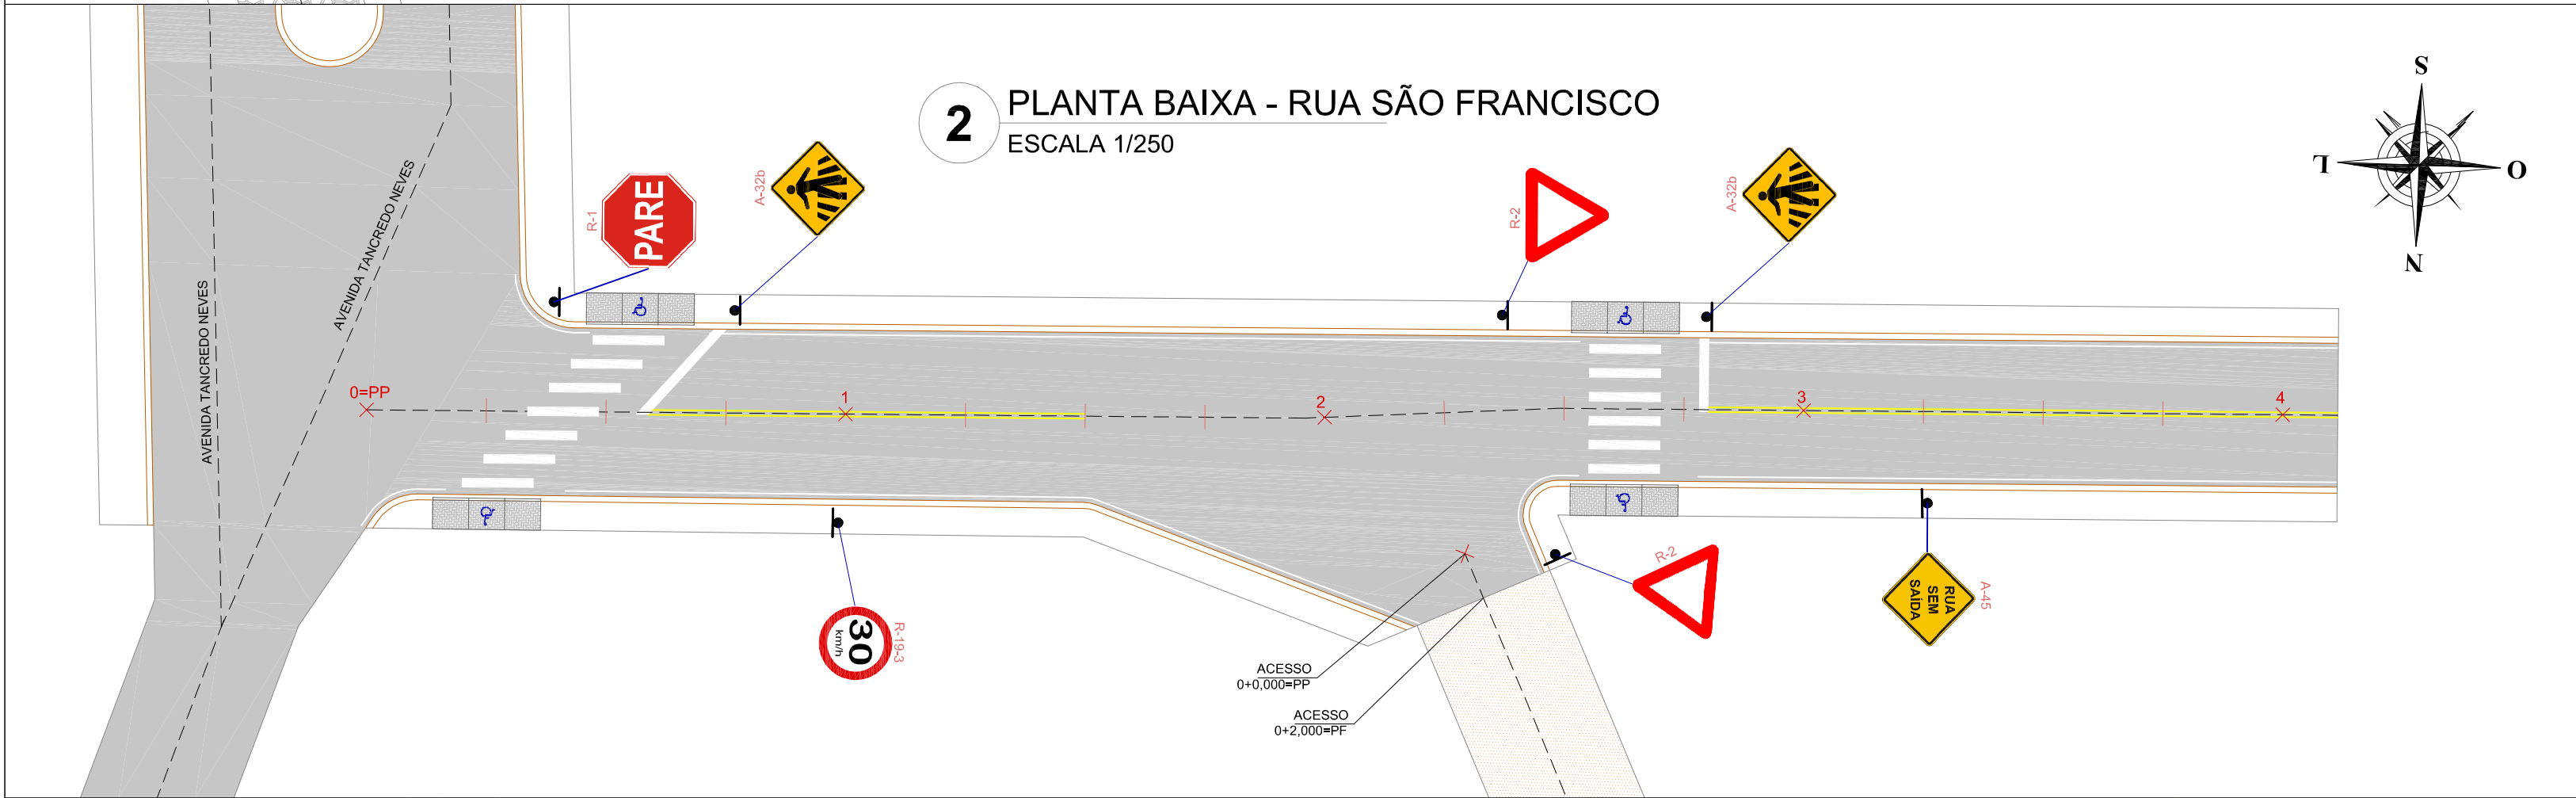 2
PLANTA BAIXA - RUA SÃO FRANCISCO
ESCALA 1/250
S
L
O
N
AVENIDA TANCREDO NEVES
AVENIDA TANCREDO NEVES
R-1
PARE
A-32b
R-2
A-32b
0=PP
1
2
3
4
30
km/h
R-19-3
ACESSO
0+0,000=PP
ACESSO
0+2,000=PF
R-2
RUA
SEM
SAÍDA
A-45